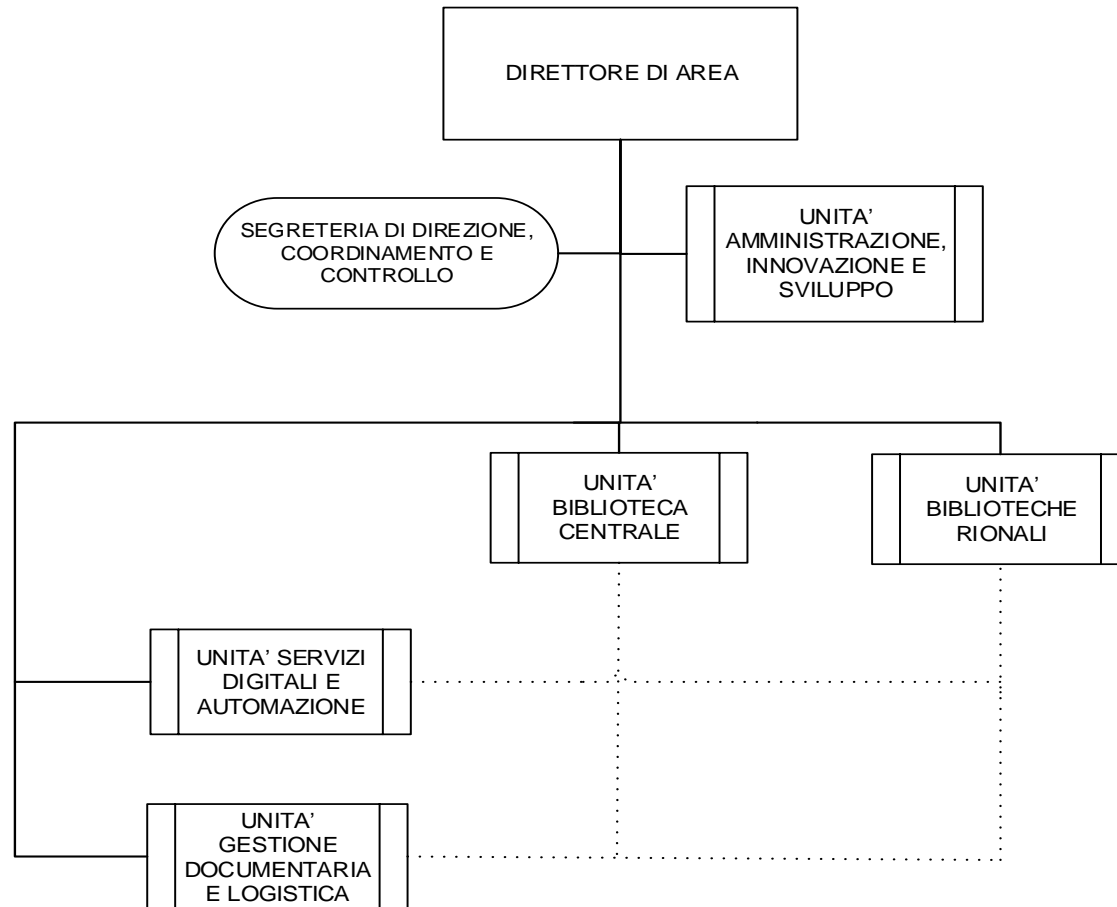 DIRETTORE DI AREA
SEGRETERIA DI DIREZIONE,
COORDINAMENTO E
CONTROLLO
UNITA’
AMMINISTRAZIONE,
INNOVAZIONE E
SVILUPPO
UNITA’
BIBLIOTECA
CENTRALE
UNITA’
BIBLIOTECHE
RIONALI
UNITA’ SERVIZI
DIGITALI E
AUTOMAZIONE
UNITA’
GESTIONE
DOCUMENTARIA
E LOGISTICA